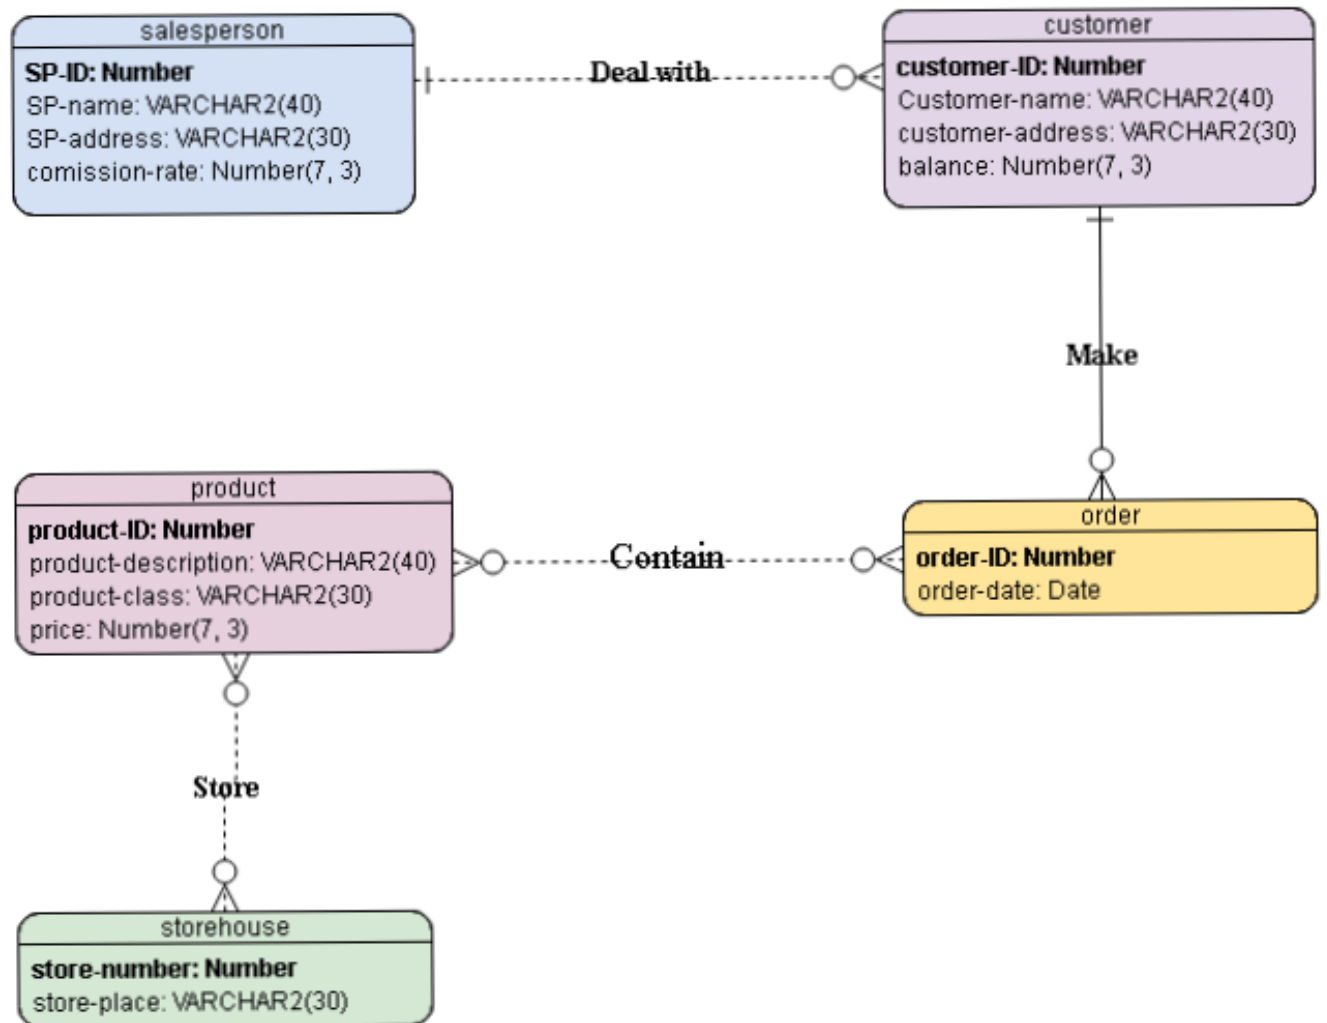 salesperson
SP-ID: Number
SP-name: VARCHAR2(40)
SP-address: VARCHAR2(30)
comission-rate: Number(7, 3)
Deal with
customer
customer-ID: Number
Customer-name: VARCHAR2(40)
customer-address: VARCHAR2(30)
balance: Number(7, 3)
Make
product
product-ID: Number
product-description: VARCHAR2(40)
product-class: VARCHAR2(30)
price: Number(7, 3)
Contain
order
order-ID: Number
order-date: Date
Store
storehouse
store-number: Number
store-place: VARCHAR2(30)